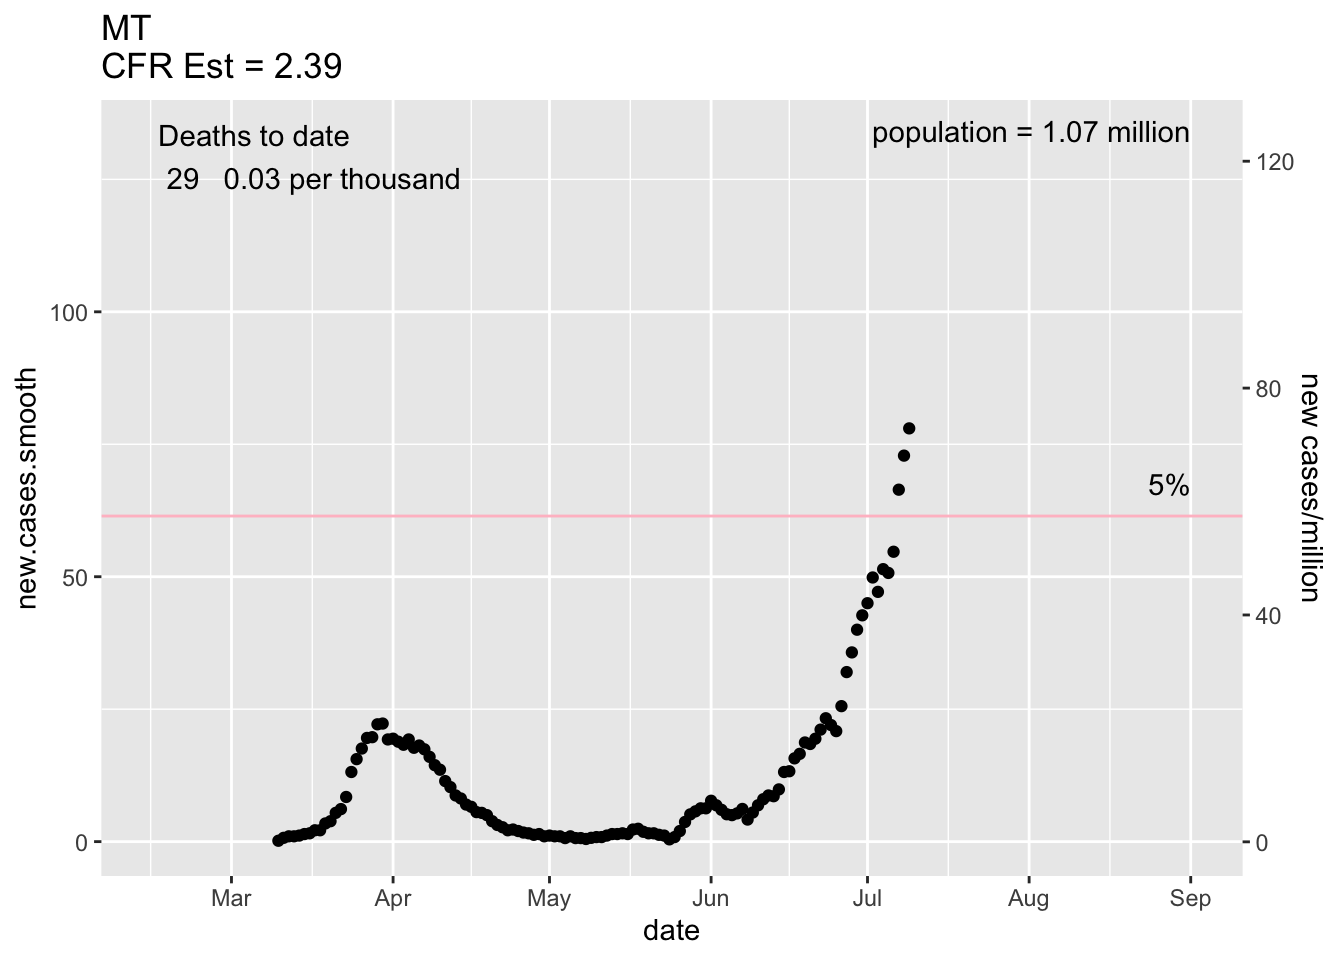 MT
CFR Est = 2.39
Deaths to date
29 0.03 per thousand
population = 1.07 million
120
100
80
5%
50
40
0
0
new.cases.smooth
new cases/million
Mar Apr May Jun Jul Aug Sep
date